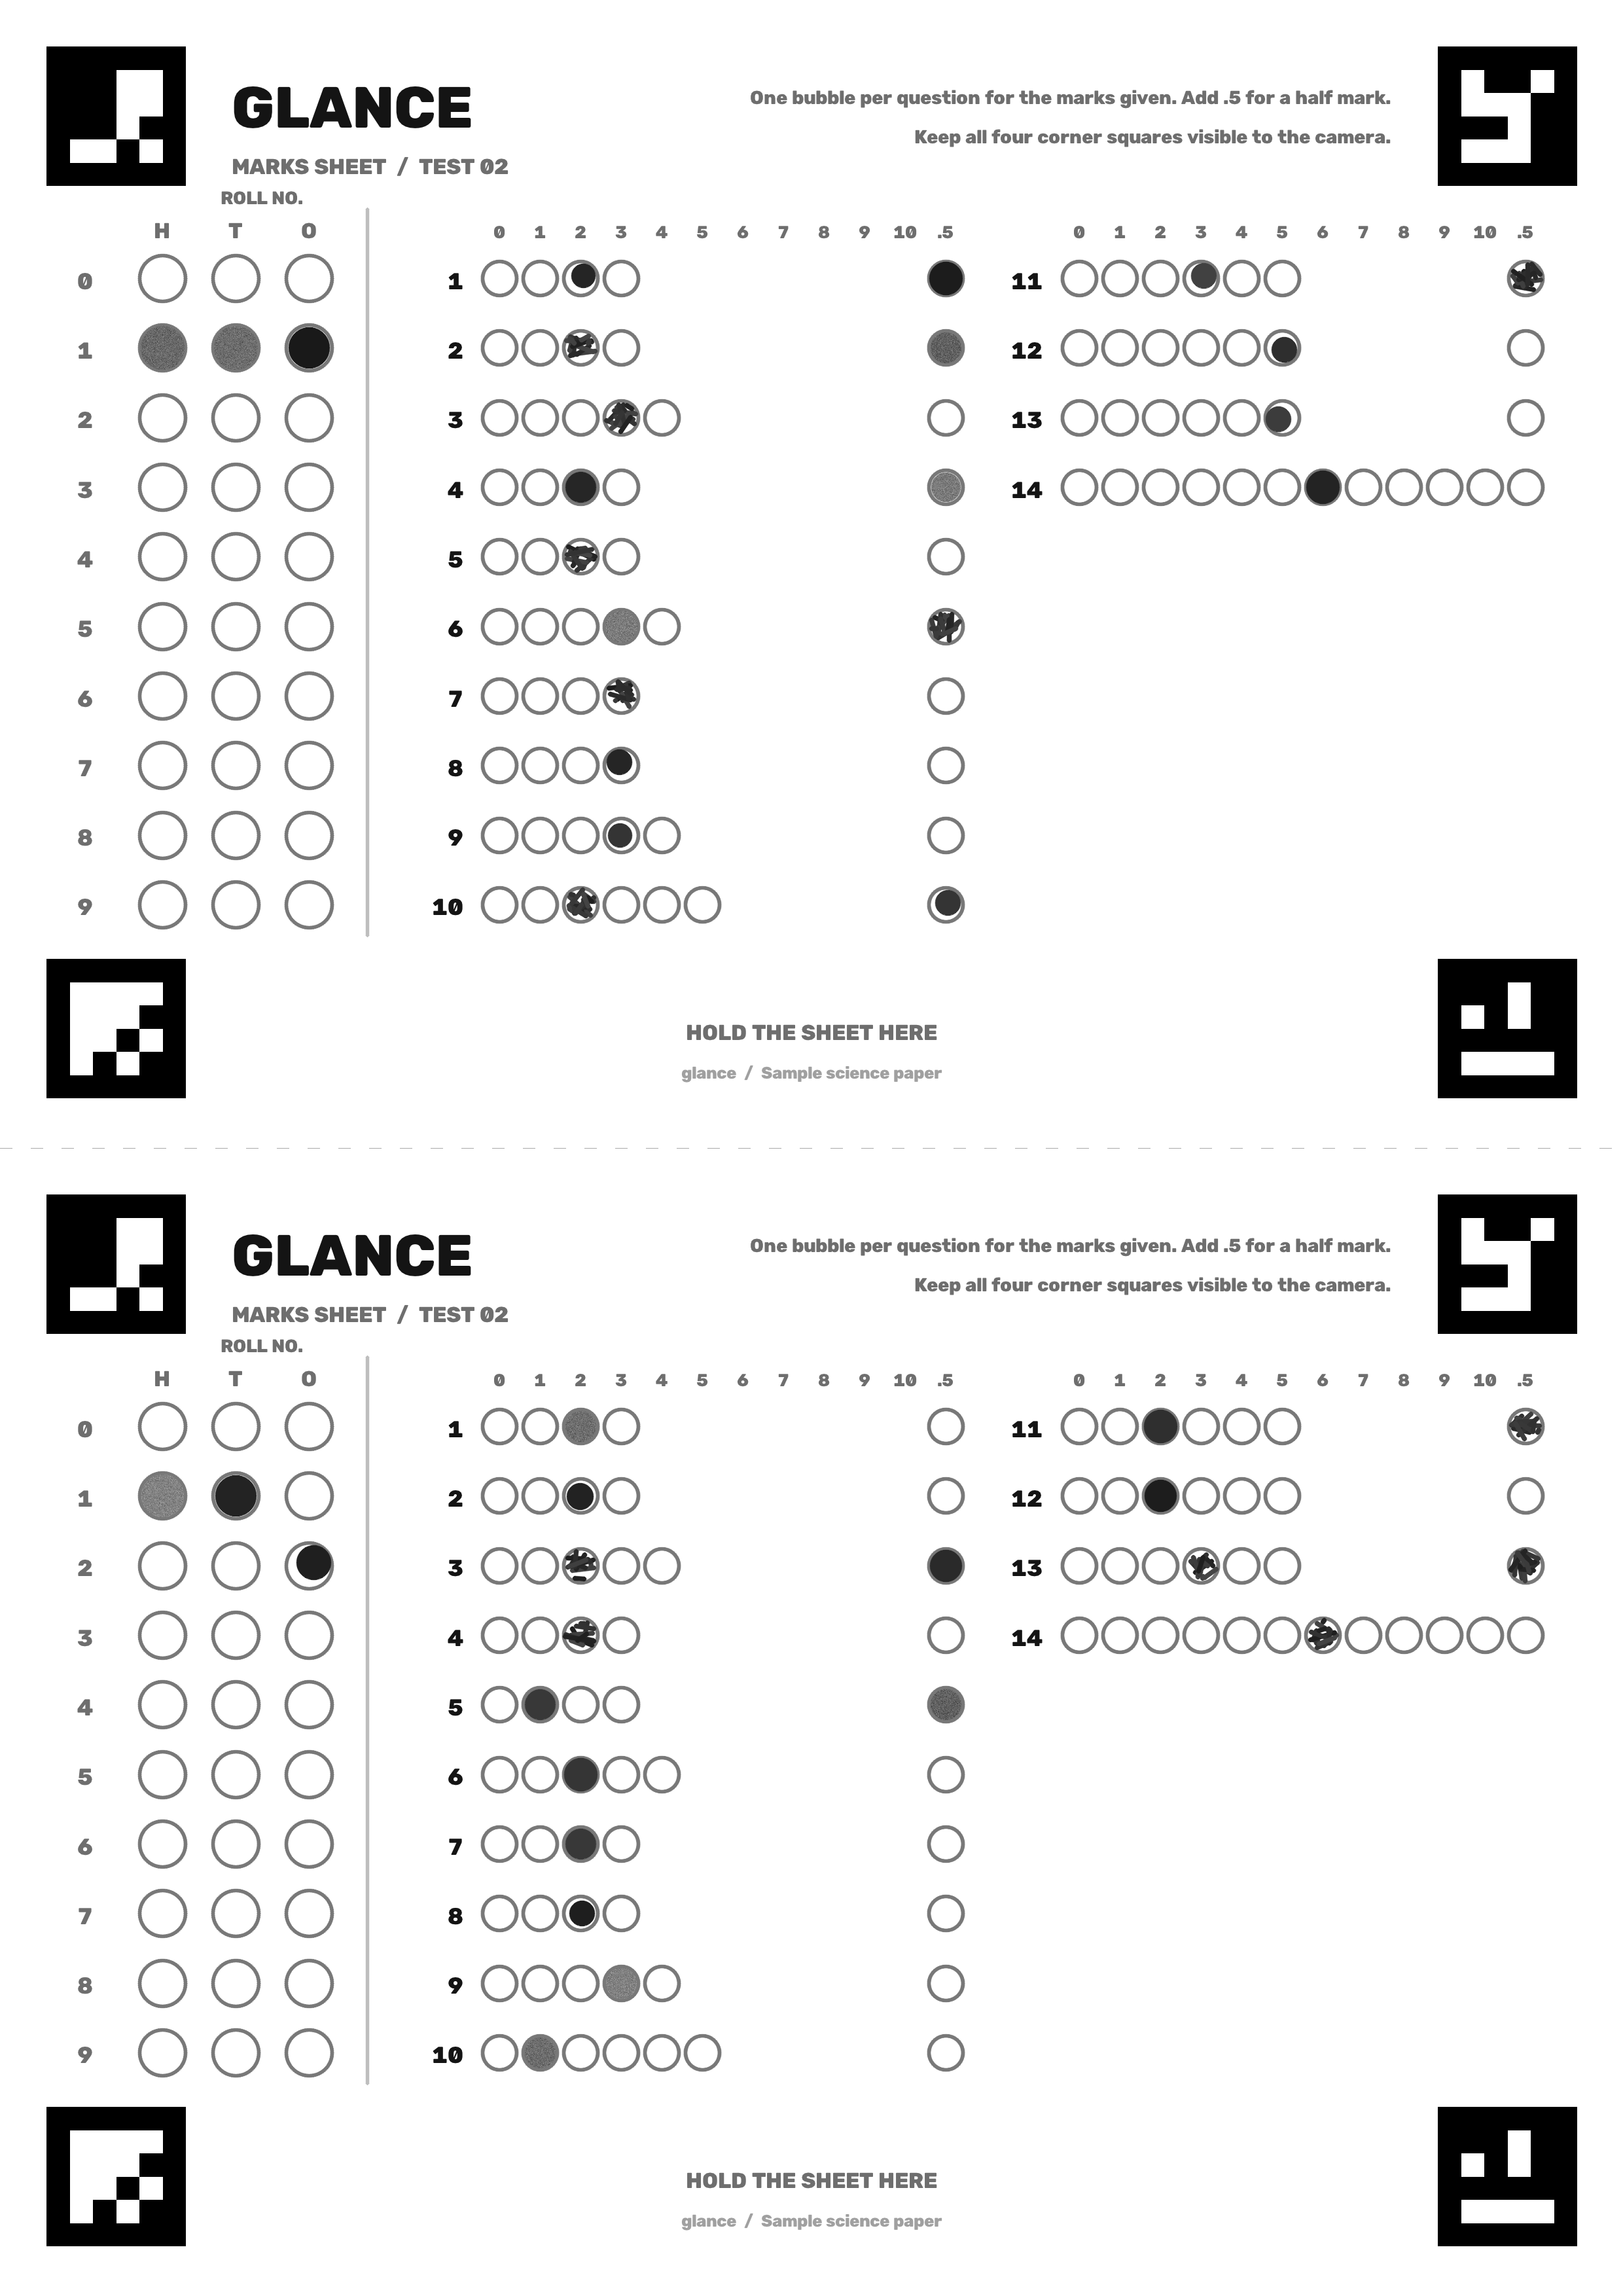 GLANCE
One bubble per question for the marks given. Add .5 for a half mark.
Keep all four corner squares visible to the camera.
MARKS SHEET / TEST 02
ROLL NO.
H T O 0 1 2 3 4 5 6 7 8 9 10 .5 0 1 2 3 4 5 6 7 8 9 10 .5
0 1 11
1 2 12
2 3 13
3 4 14
4 5
5 6
6 7
7 8
8 9
9 10
HOLD THE SHEET HERE
glance / Sample science paper
GLANCE
One bubble per question for the marks given. Add .5 for a half mark.
Keep all four corner squares visible to the camera.
MARKS SHEET / TEST 02
ROLL NO.
H T O 0 1 2 3 4 5 6 7 8 9 10 .5 0 1 2 3 4 5 6 7 8 9 10 .5
0 1 11
1 2 12
2 3 13
3 4 14
4 5
5 6
6 7
7 8
8 9
9 10
HOLD THE SHEET HERE
glance / Sample science paper